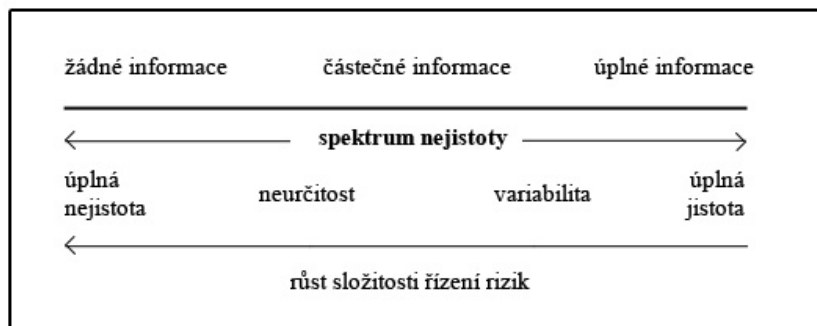 žádné informace částečné informace úplné informace
spektrum nejistoty
úplná nejistota neurčitost variabilita úplná jistota
růst složitosti řízení rizik